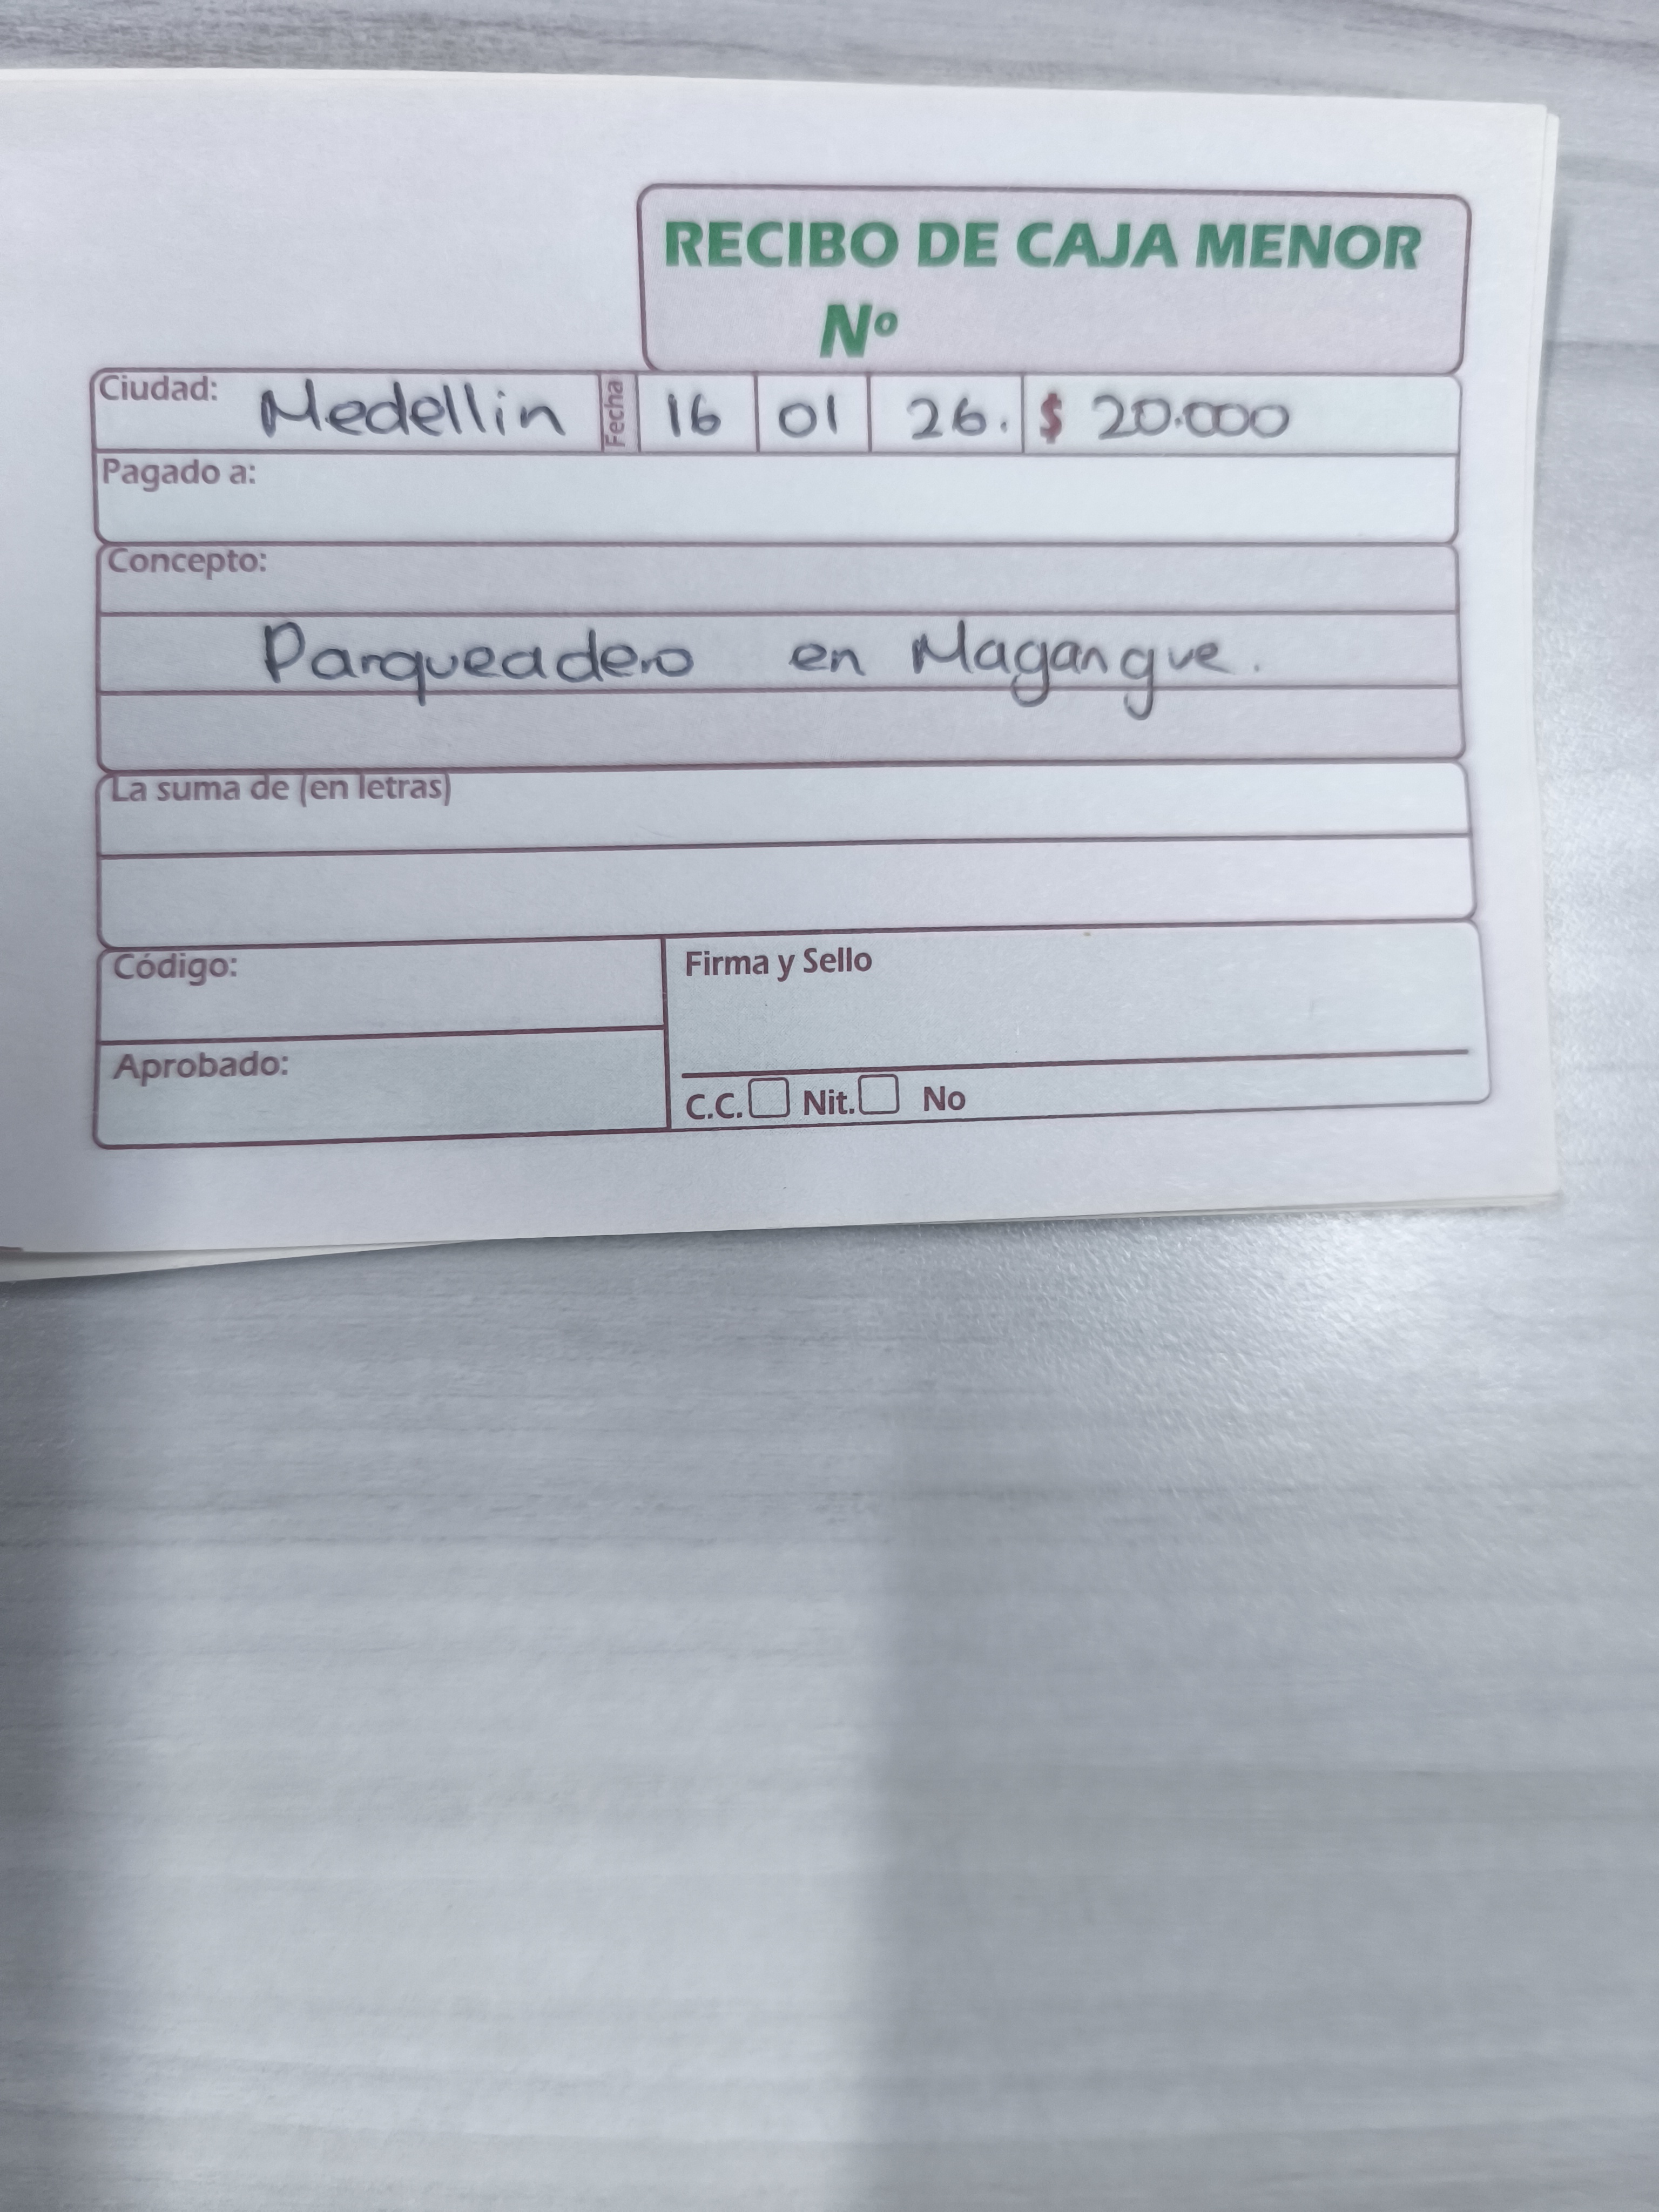 RECIBO DE CAJA MENOR
Nº
Ciudad: Medellin Fecha 16 01 26. $ 20.000
Pagado a:
Concepto:
Parqueadero en Magangue.
La suma de (en letras)
Código:
Firma y Sello
Aprobado:
C.C. Nit. No